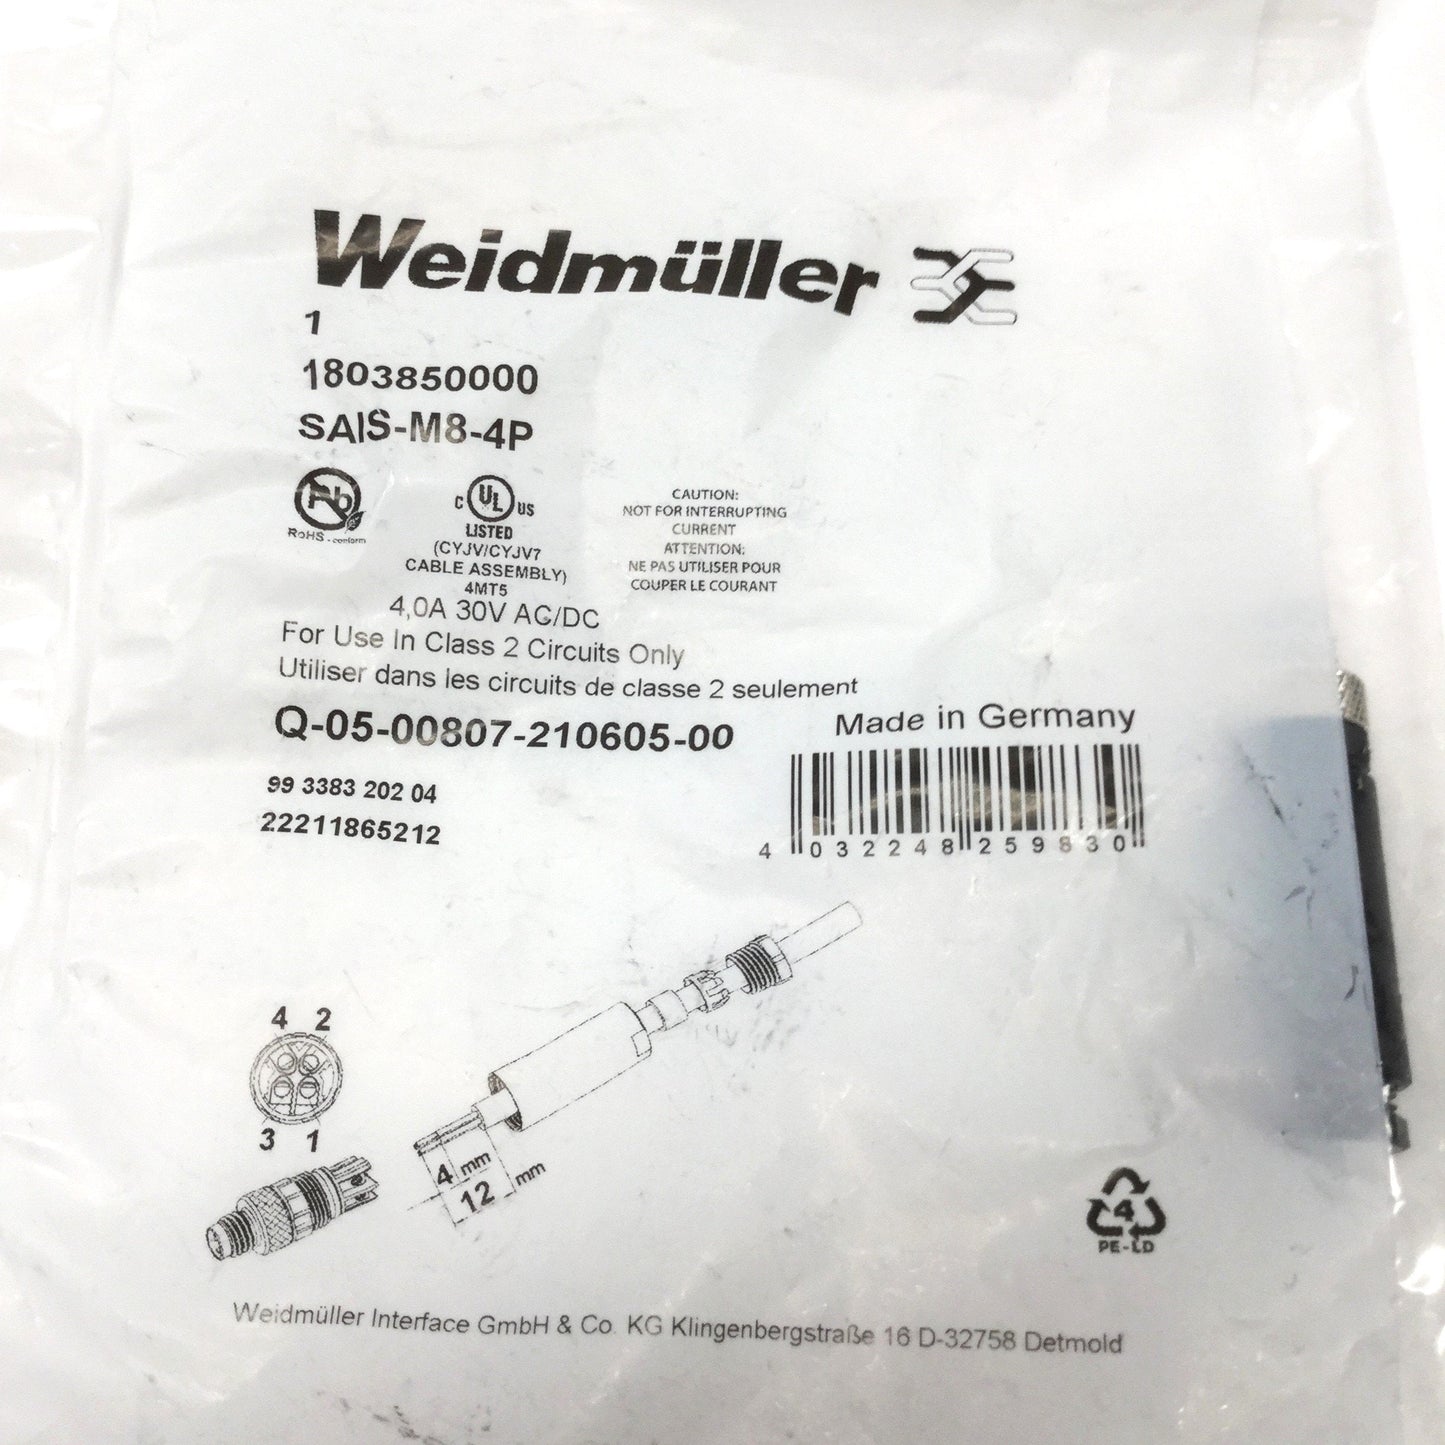 Weidmüller
1
1803850000
SAIS-M8-4P
Pb
RoHS - conform
c UL us
LISTED
(CYJV/CYJV7
CABLE ASSEMBLY)
4MT5
CAUTION:
NOT FOR INTERRUPTING
CURRENT
ATTENTION:
NE PAS UTILISER POUR
COUPER LE COURANT
4,0A 30V AC/DC
For Use In Class 2 Circuits Only
Utiliser dans les circuits de classe 2 seulement
Q-05-00807-210605-00
Made in Germany
99 3383 202 04
22211865212
4 032248 259830
4 2
3 1
4 mm
12 mm
4
PE-LD
Weidmüller Interface GmbH & Co. KG Klingenbergstraße 16 D-32758 Detmold